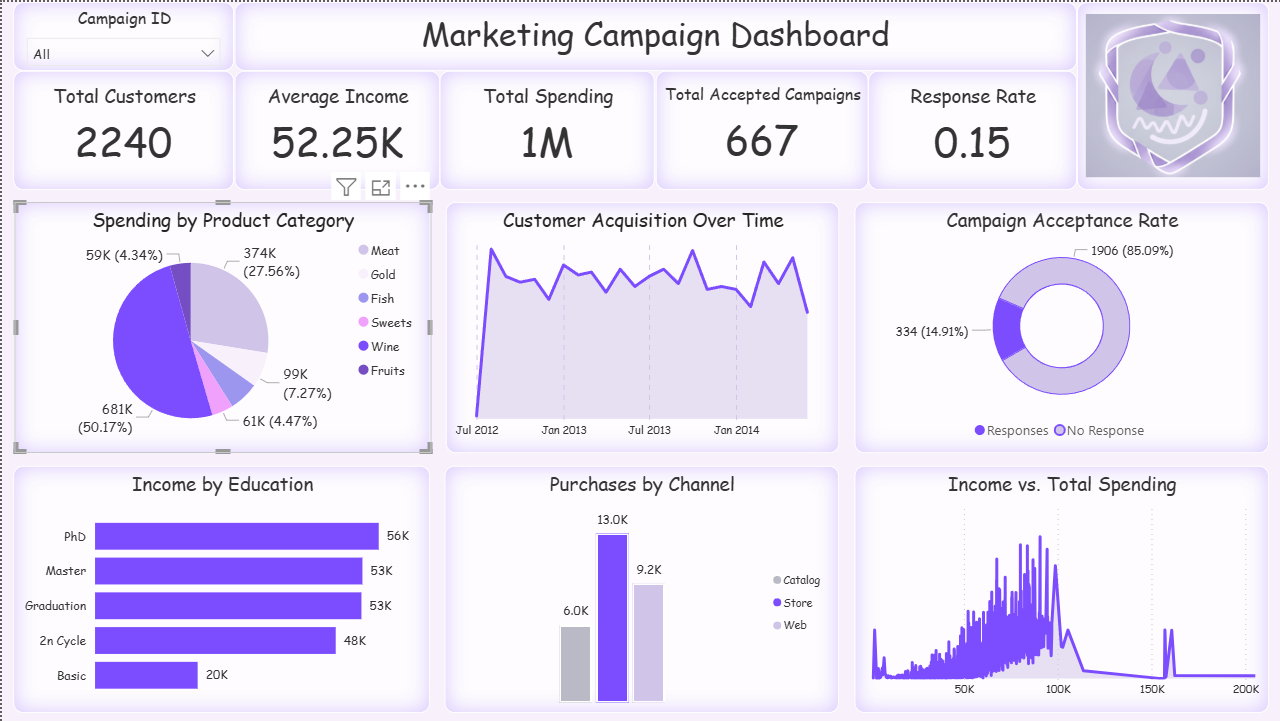 Campaign ID
All
Marketing Campaign Dashboard
Total Customers
2240
Average Income
52.25K
Total Spending
1M
Total Accepted Campaigns
667
Response Rate
0.15
Spending by Product Category
59K (4.34%)
374K
(27.56%)
99K
(7.27%)
61K (4.47%)
681K
(50.17%)
Meat
Gold
Fish
Sweets
Wine
Fruits
Customer Acquisition Over Time
Jul 2012
Jan 2013
Jul 2013
Jan 2014
Campaign Acceptance Rate
1906 (85.09%)
334 (14.91%)
Responses
No Response
Income by Education
PhD
56K
Master
53K
Graduation
53K
2n Cycle
48K
Basic
20K
Purchases by Channel
6.0K
13.0K
9.2K
Catalog
Store
Web
Income vs. Total Spending
50K
100K
150K
200K